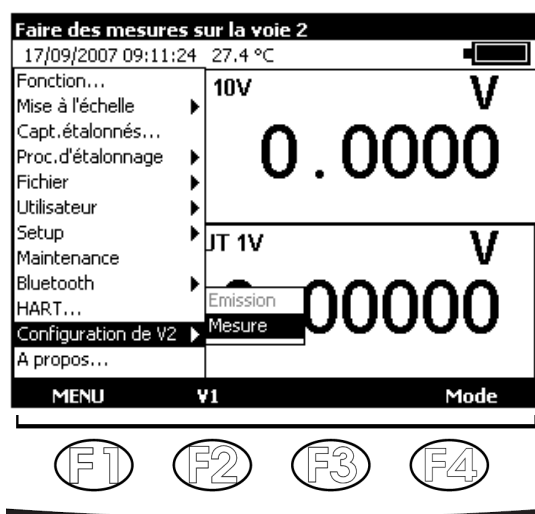 Faire des mesures sur la voie 2
17/09/2007 09:11:24 27.4 °C
Fonction...
Mise à l'échelle
Capt.étalonnés...
Proc.d'étalonnage
Fichier
Utilisateur
Setup
Maintenance
Bluetooth
HART...
Configuration de V2
A propos...
10V V
0.0000
UT 1V V
00000
Emission
Mesure
MENU V1 Mode
F1 F2 F3 F4